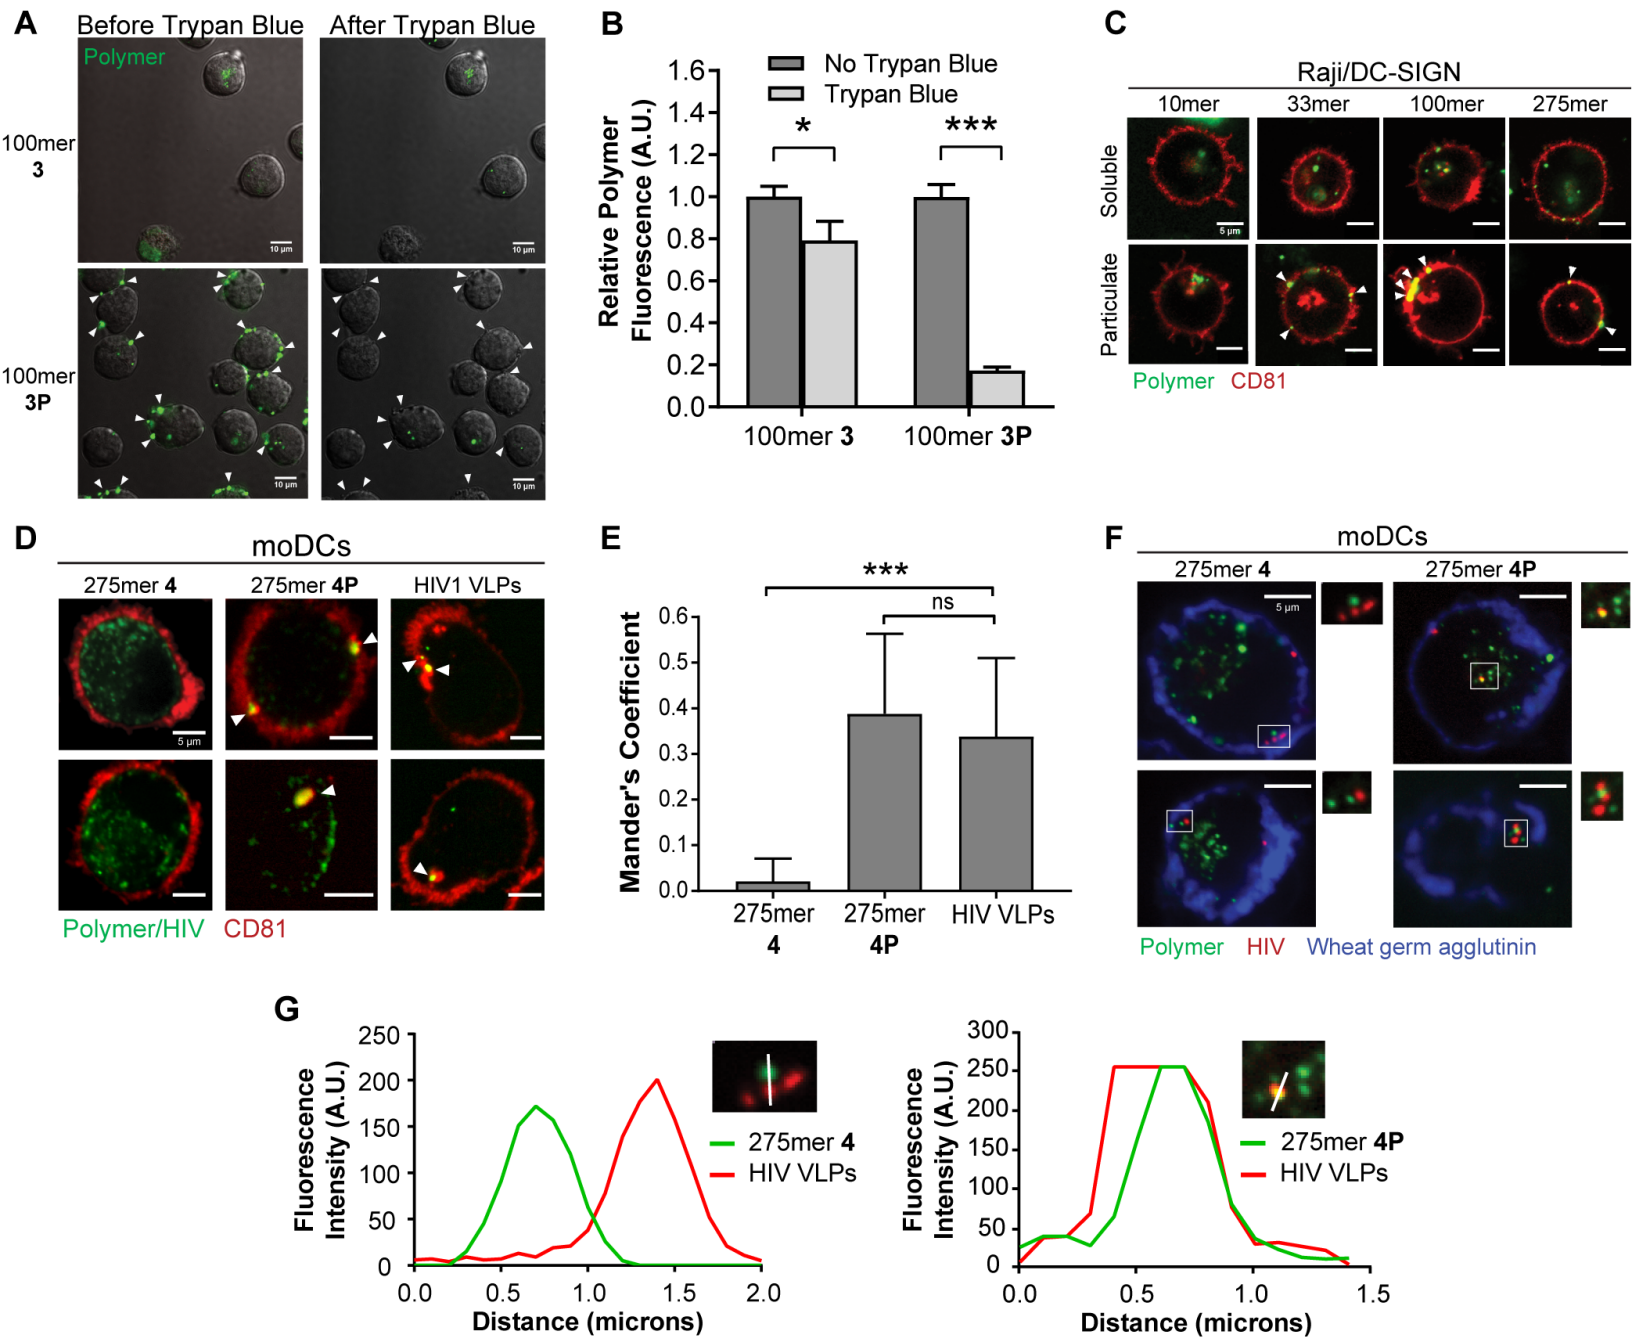 A
Before Trypan Blue
After Trypan Blue
Polymer
100mer
3
10 µm
10 µm
100mer
3P
10 µm
10 µm
B
No Trypan Blue
Trypan Blue
Relative Polymer
Fluorescence (A.U.)
1.6
1.4
1.2
1.0
0.8
0.6
0.4
0.2
0.0
*
***
100mer 3
100mer 3P
C
Raji/DC-SIGN
10mer
33mer
100mer
275mer
Soluble
5 µm
Particulate
Polymer CD81
D
moDCs
275mer 4
275mer 4P
HIV1 VLPs
5 µm
Polymer/HIV CD81
E
***
ns
Mander's Coefficient
0.6
0.5
0.4
0.3
0.2
0.1
0.0
275mer
4
275mer
4P
HIV VLPs
F
moDCs
275mer 4
275mer 4P
5 µm
Polymer HIV Wheat germ agglutinin
G
Fluorescence
Intensity (A.U.)
250
200
150
100
50
0
275mer 4
HIV VLPs
0.0 0.5 1.0 1.5 2.0
Distance (microns)
Fluorescence
Intensity (A.U.)
300
250
200
150
100
50
0
275mer 4P
HIV VLPs
0.0 0.5 1.0 1.5
Distance (microns)